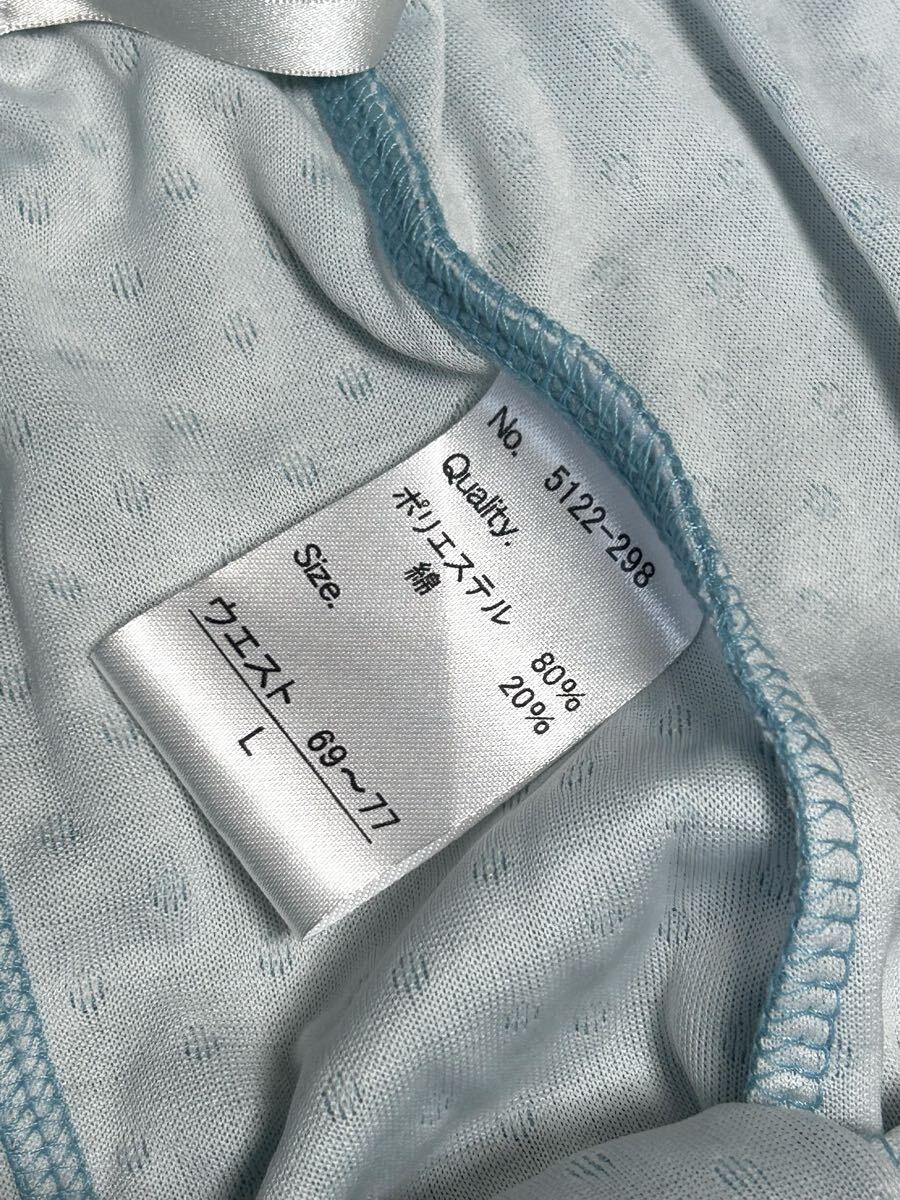 No. 5122-298
Quality.
ポリエステル 80%
綿 20%
Size.
ウエスト 69～77
L